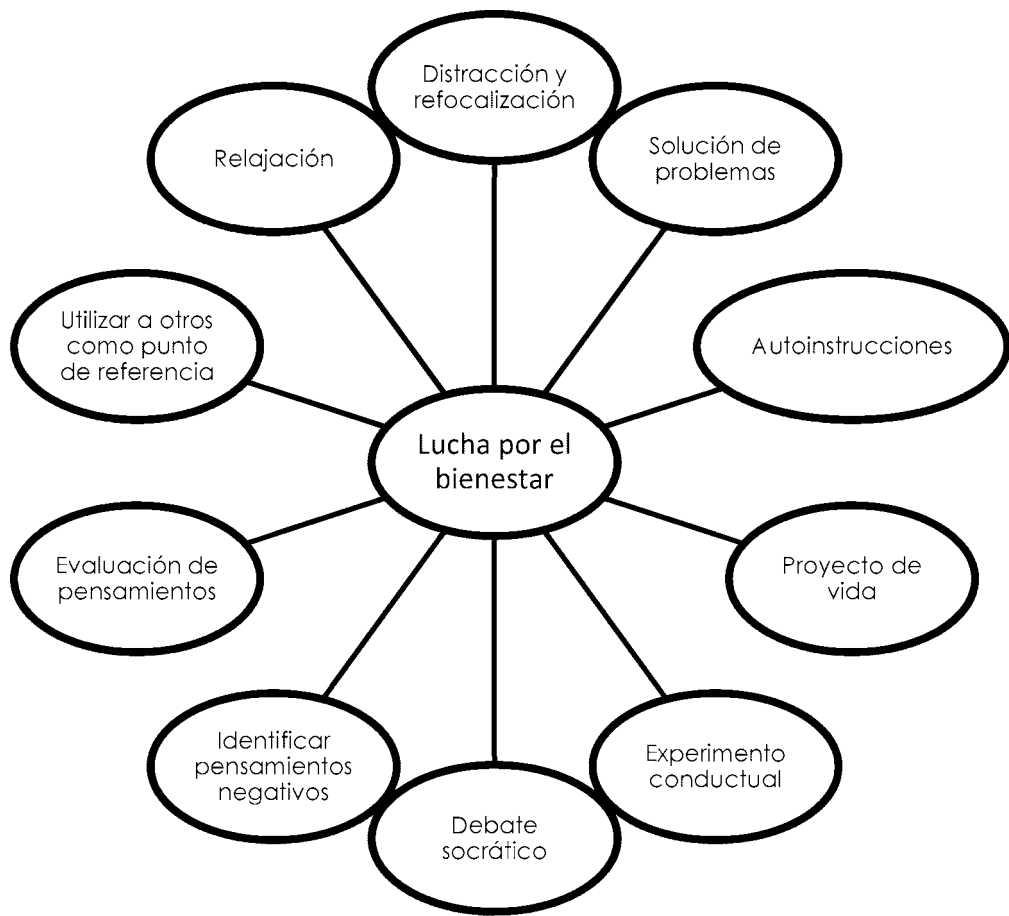 Distracción y
refocalización
Solución de
problemas
Autoinstrucciones
Proyecto de
vida
Experimento
conductual
Debate
socrático
Identificar
pensamientos
negativos
Evaluación de
pensamientos
Utilizar a otros
como punto
de referencia
Relajación
Lucha por el
bienestar